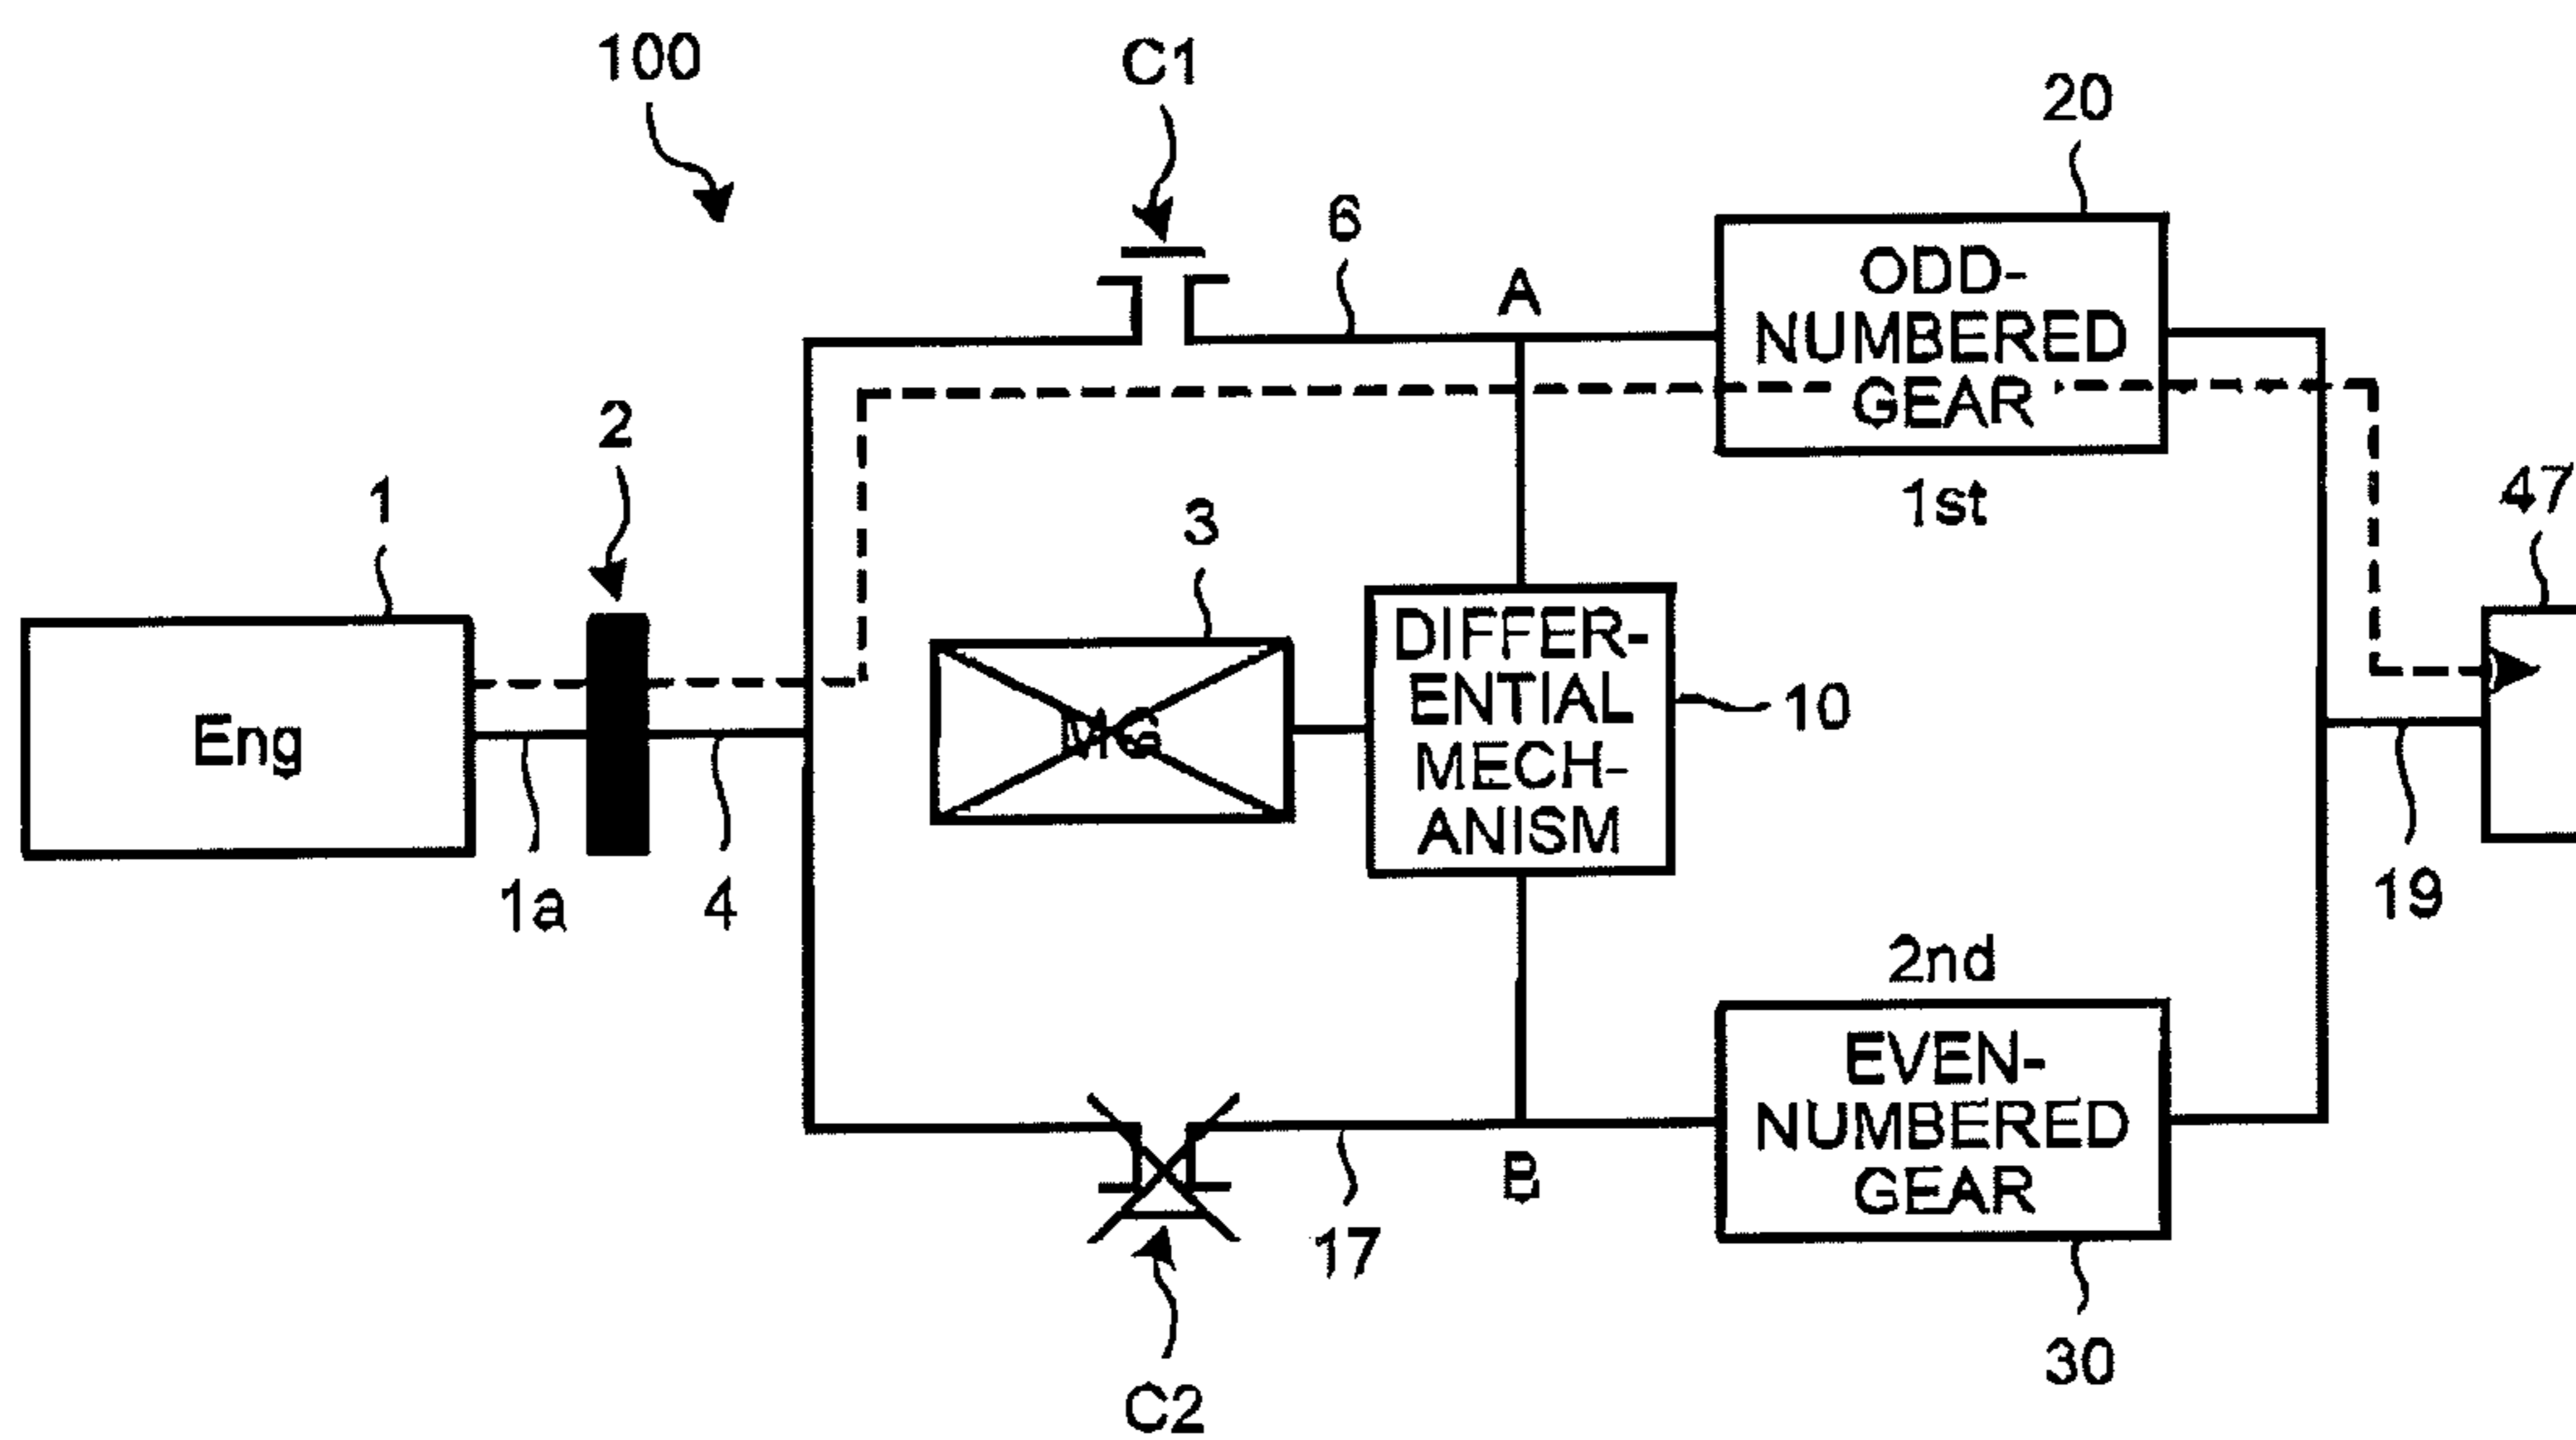 100
C1
20
6
A
ODD-
NUMBERED
GEAR
1st
2
1
3
47
Eng
MG
DIFFER-
ENTIAL
MECH-
ANISM
10
1a
4
19
2nd
EVEN-
NUMBERED
GEAR
B
17
30
C2